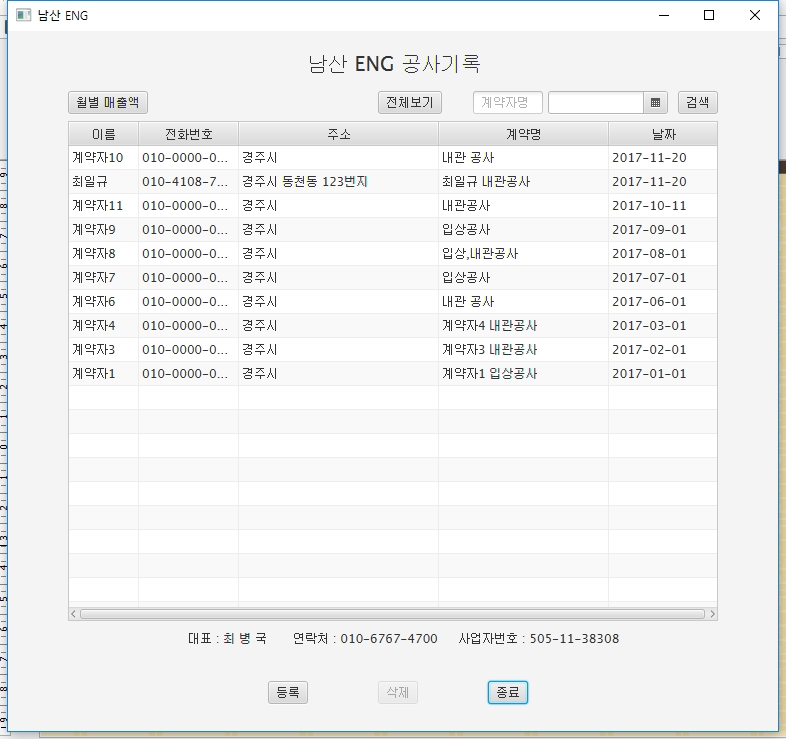 남산 ENG
남산 ENG 공사기록
월별 매출액 전체보기 계약자명 검색
이름 전화번호 주소 계약명 날짜
계약자10 010-0000-0... 경주시 내관 공사 2017-11-20
최일규 010-4108-7... 경주시 동천동 123번지 최일규 내관공사 2017-11-20
계약자11 010-0000-0... 경주시 내관공사 2017-10-11
계약자9 010-0000-0... 경주시 입상공사 2017-09-01
계약자8 010-0000-0... 경주시 입상,내관공사 2017-08-01
계약자7 010-0000-0... 경주시 입상공사 2017-07-01
계약자6 010-0000-0... 경주시 내관 공사 2017-06-01
계약자4 010-0000-0... 경주시 계약자4 내관공사 2017-03-01
계약자3 010-0000-0... 경주시 계약자3 내관공사 2017-02-01
계약자1 010-0000-0... 경주시 계약자1 입상공사 2017-01-01
대표 : 최 병 국 연락처 : 010-6767-4700 사업자번호 : 505-11-38308
등록 삭제 종료